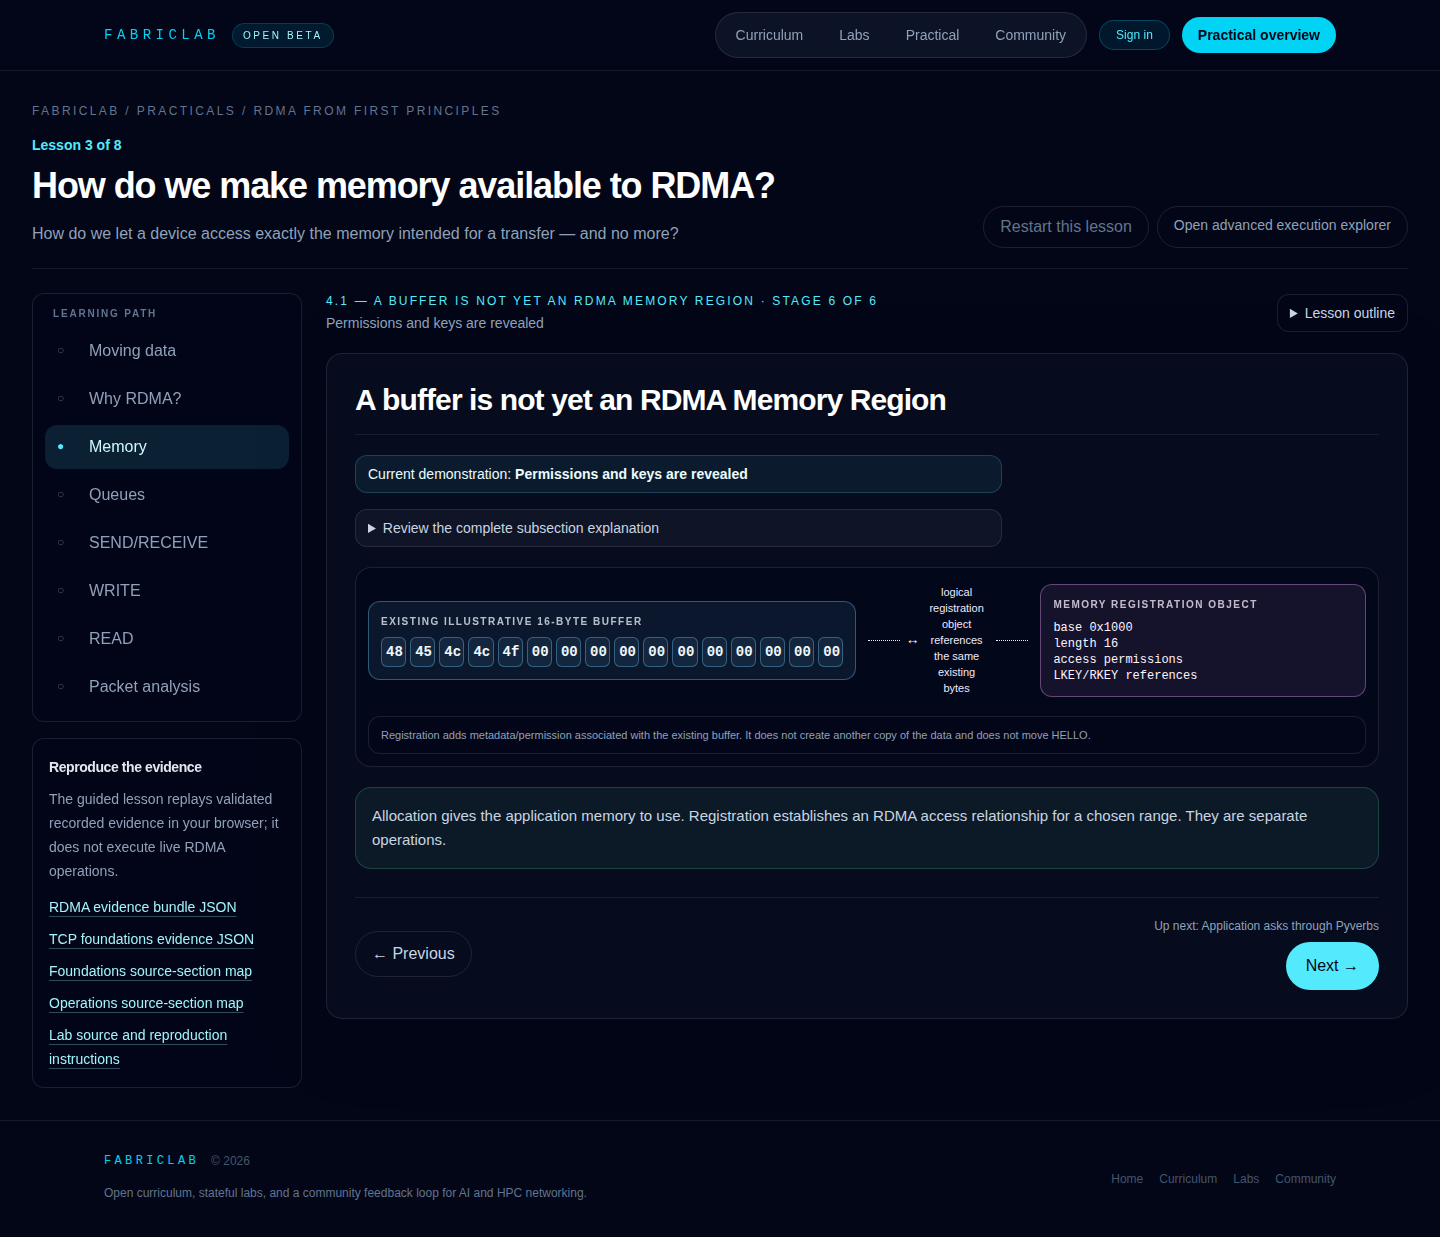 FABRICLAB OPEN BETA Curriculum Labs Practical Community Sign in Practical overview
FABRICLAB / PRACTICALS / RDMA FROM FIRST PRINCIPLES
Lesson 3 of 8
How do we make memory available to RDMA?
How do we let a device access exactly the memory intended for a transfer — and no more?
Restart this lesson Open advanced execution explorer
LEARNING PATH
Moving data
Why RDMA?
Memory
Queues
SEND/RECEIVE
WRITE
READ
Packet analysis
Reproduce the evidence
The guided lesson replays validated
recorded evidence in your browser; it
does not execute live RDMA
operations.
RDMA evidence bundle JSON
TCP foundations evidence JSON
Foundations source-section map
Operations source-section map
Lab source and reproduction
instructions
4.1 — A BUFFER IS NOT YET AN RDMA MEMORY REGION · STAGE 6 OF 6
Permissions and keys are revealed
▶ Lesson outline
A buffer is not yet an RDMA Memory Region
Current demonstration: Permissions and keys are revealed
▶ Review the complete subsection explanation
EXISTING ILLUSTRATIVE 16-BYTE BUFFER
48 45 4c 4c 4f 00 00 00 00 00 00 00 00 00 00 00
↔
logical
registration
object
references
the same
existing
bytes
MEMORY REGISTRATION OBJECT
base 0x1000
length 16
access permissions
LKEY/RKEY references
Registration adds metadata/permission associated with the existing buffer. It does not create another copy of the data and does not move HELLO.
Allocation gives the application memory to use. Registration establishes an RDMA access relationship for a chosen range. They are separate
operations.
← Previous
Up next: Application asks through Pyverbs
Next →
FABRICLAB © 2026
Open curriculum, stateful labs, and a community feedback loop for AI and HPC networking.
Home Curriculum Labs Community